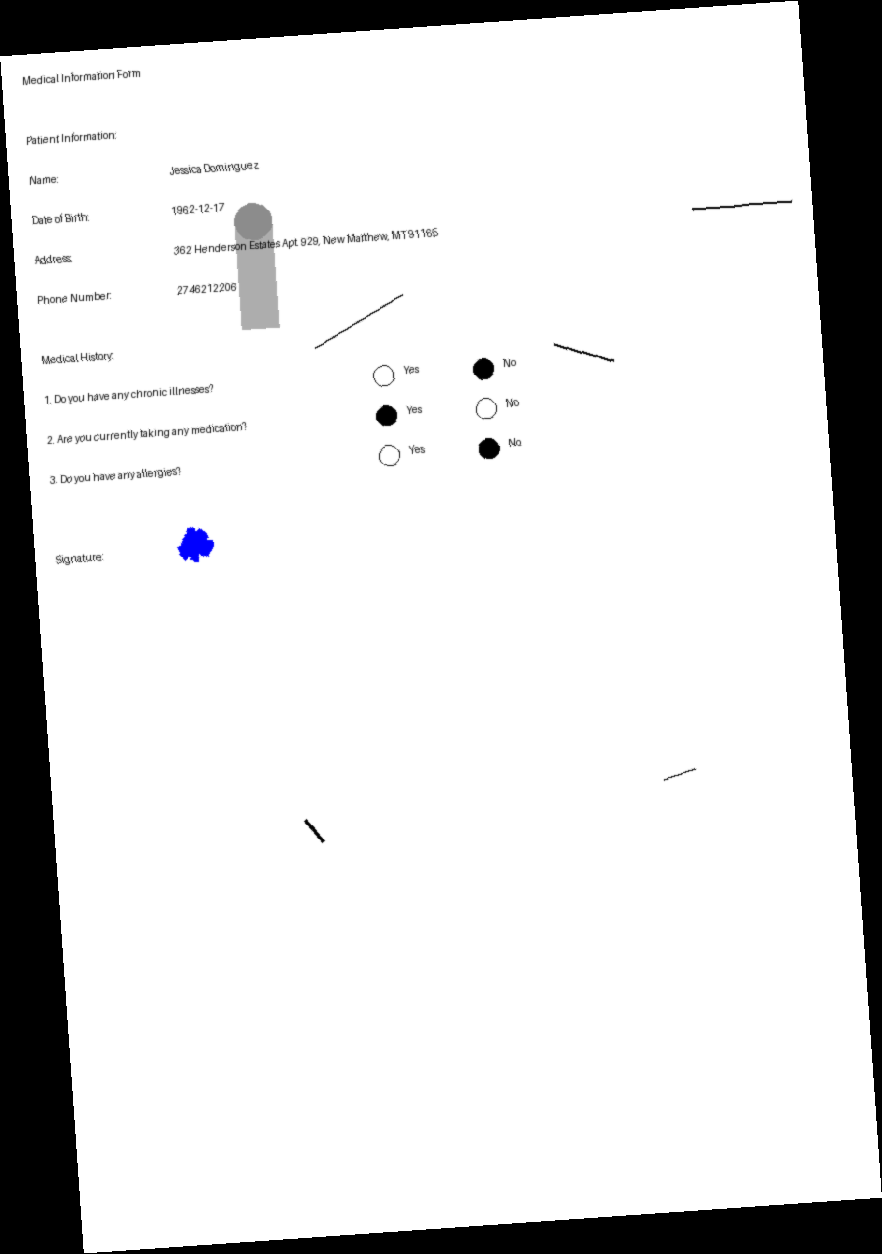 Medical Information Form
Patient Information:
Name: Jessica Dominguez
Date of Birth: 1962-12-17
Address: 362 Henderson Estates Apt. 929, New Matthew, MT 91166
Phone Number: 2746212206
Medical History:
1. Do you have any chronic illnesses? Yes No
2. Are you currently taking any medication? Yes No
3. Do you have any allergies? Yes No
Signature: